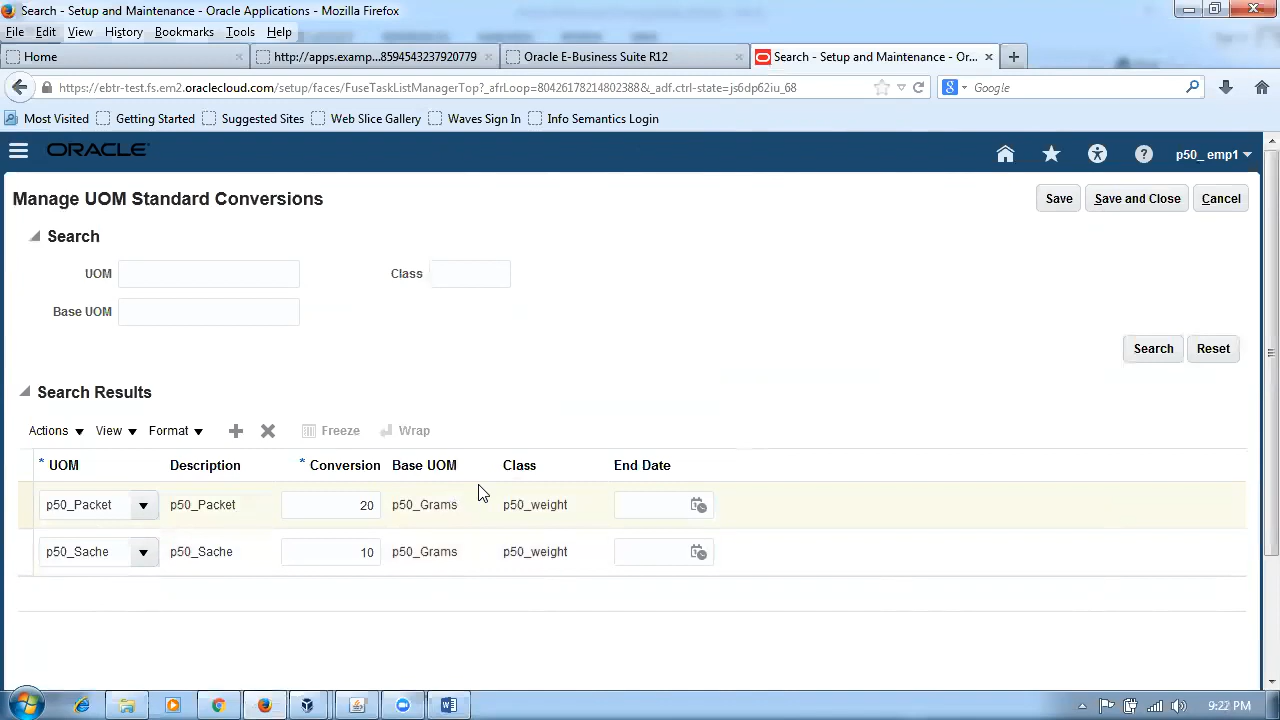 Search - Setup and Maintenance - Oracle Applications - Mozilla Firefox
File Edit View History Bookmarks Tools Help
Home http://apps.examp...8594543237920779 Oracle E-Business Suite R12 Search - Setup and Maintenance - Or...
https://ebtr-test.fs.em2.oraclecloud.com/setup/faces/FuseTaskListManagerTop?_afrLoop=80426178214802388&_adf.ctrl-state=js6dp62iu_68 Google
Most Visited Getting Started Suggested Sites Web Slice Gallery Waves Sign In Info Semantics Login
ORACLE p50_ emp1
Manage UOM Standard Conversions Save Save and Close Cancel
Search
UOM Class
Base UOM
Search Reset
Search Results
Actions View Format Freeze Wrap
* UOM Description * Conversion Base UOM Class End Date
p50_Packet p50_Packet 20 p50_Grams p50_weight
p50_Sache p50_Sache 10 p50_Grams p50_weight
9:22 PM